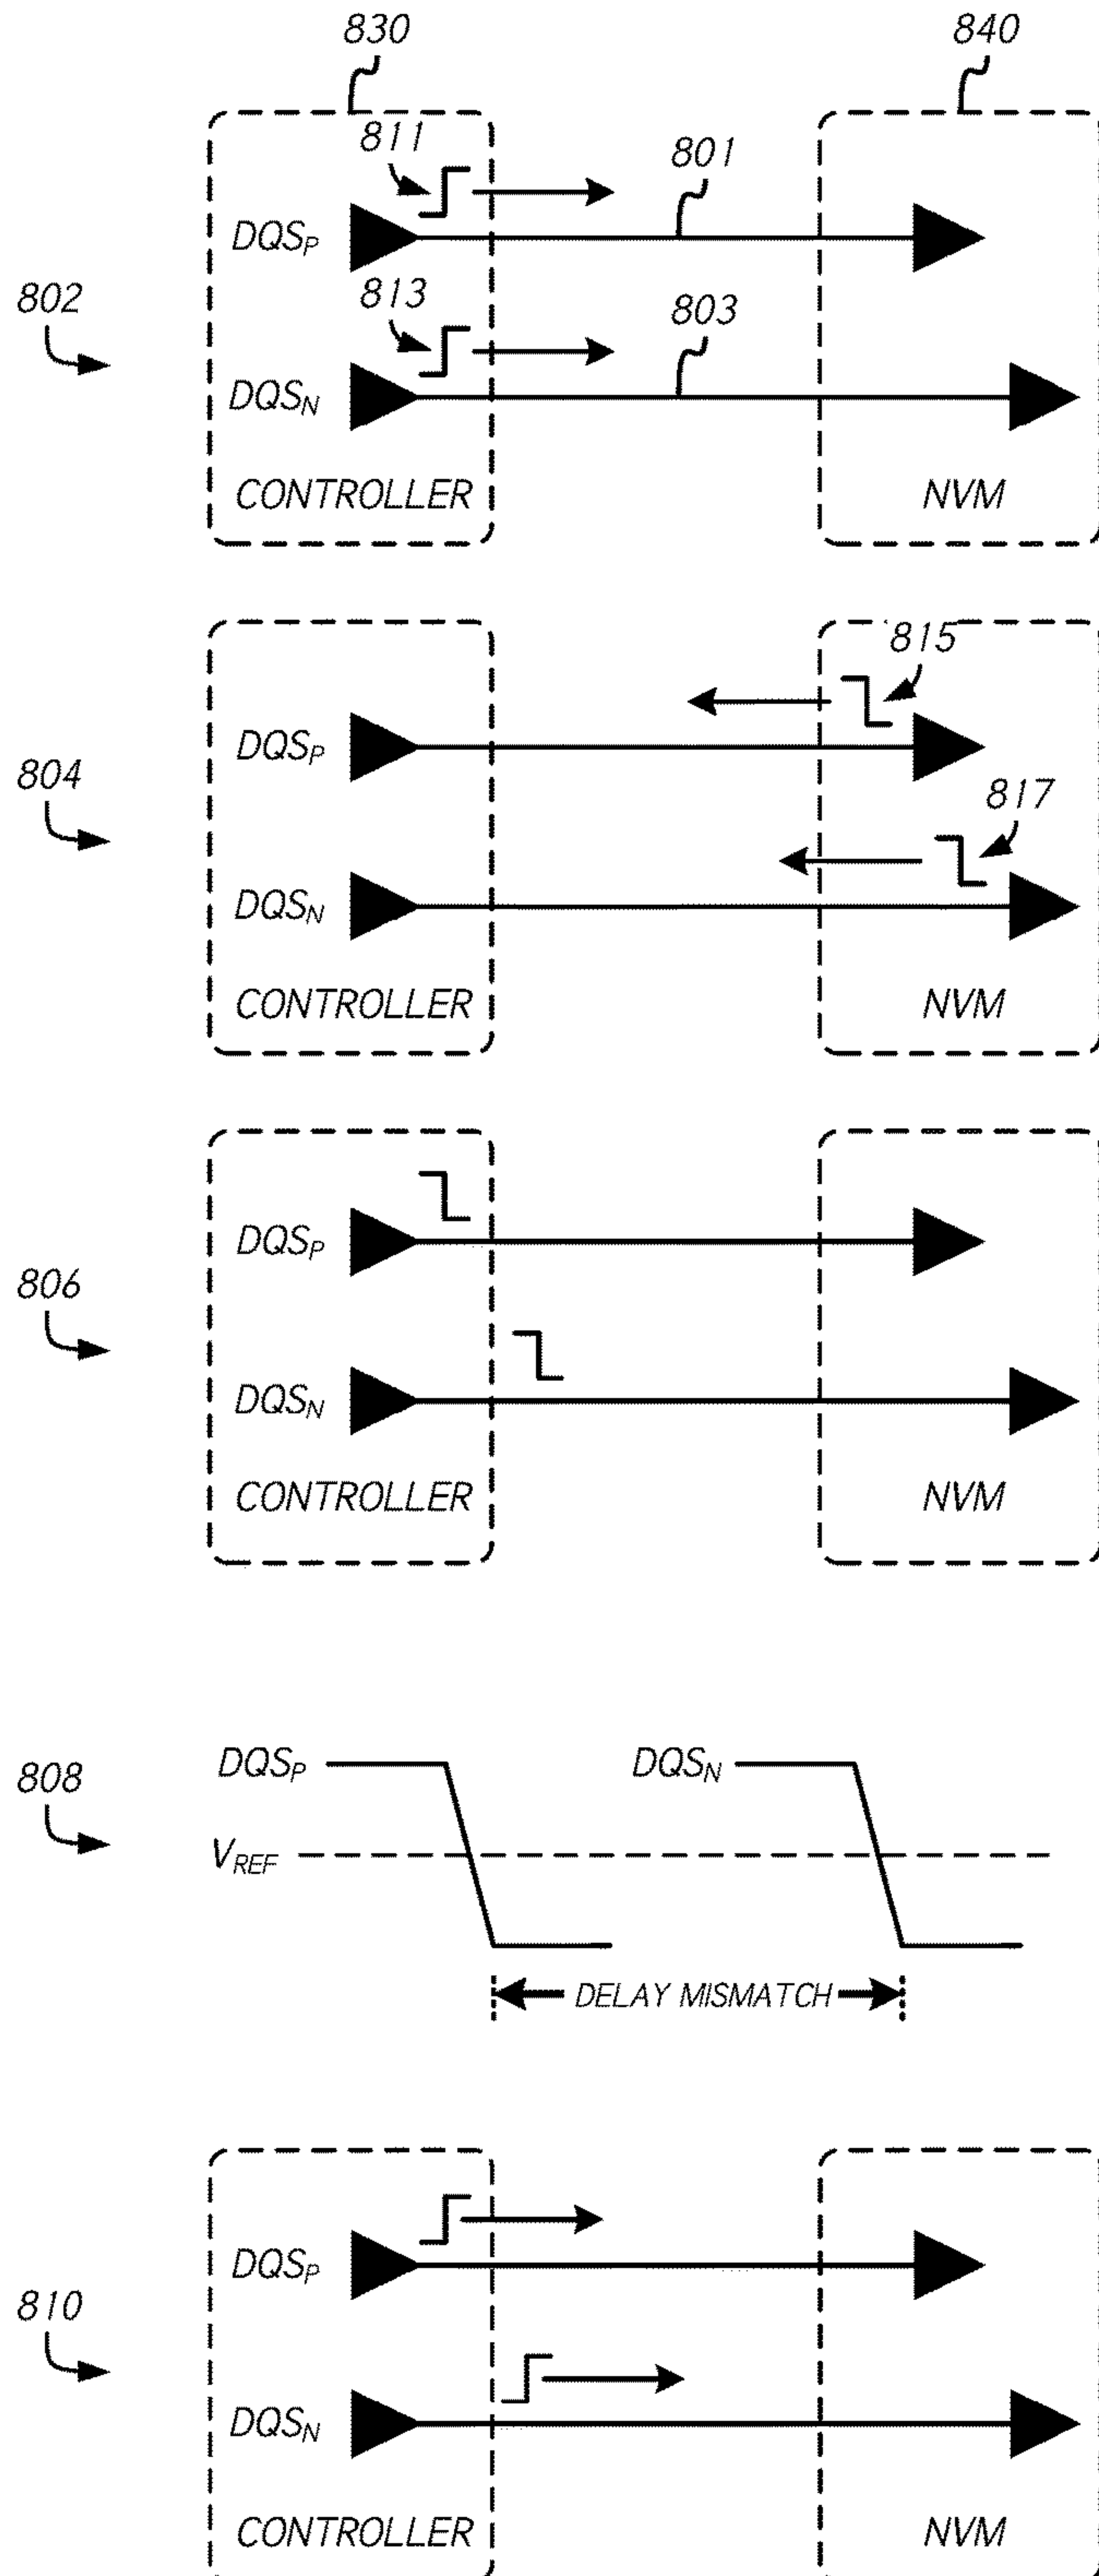 830 840
811 801
DQSP
813 803
802
DQSN
CONTROLLER NVM
815
DQSP
804 817
DQSN
CONTROLLER NVM
DQSP
806
DQSN
CONTROLLER NVM
808 DQSP DQSN
VREF
DELAY MISMATCH
DQSP
810
DQSN
CONTROLLER NVM